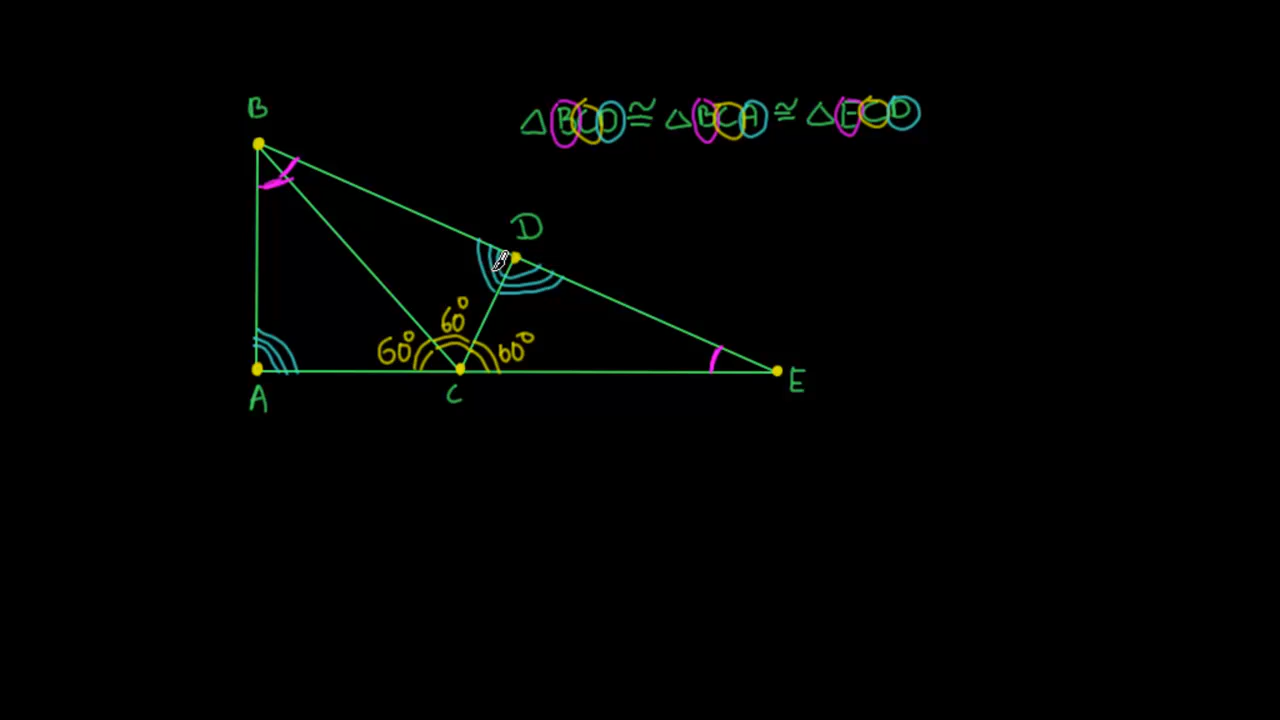 B
△BCD ≅ △BCA ≅ △ECD
D
60° 60° 60°
A C E